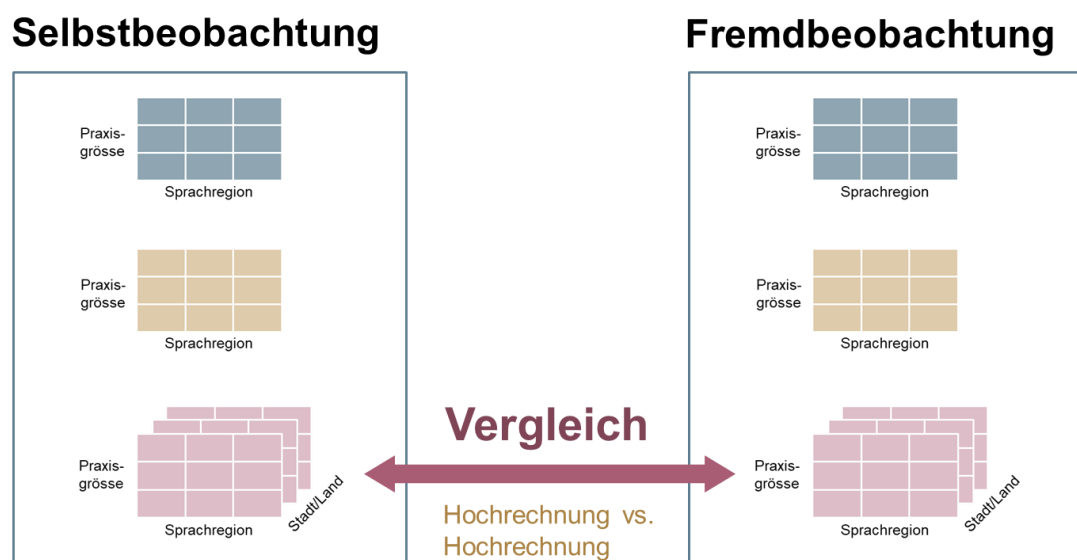 Selbstbeobachtung
Praxis-
grösse
Sprachregion
Praxis-
grösse
Sprachregion
Praxis-
grösse
Sprachregion
Stadt/Land
Vergleich
Hochrechnung vs.
Hochrechnung
Fremdbeobachtung
Praxis-
grösse
Sprachregion
Praxis-
grösse
Sprachregion
Praxis-
grösse
Sprachregion
Stadt/Land